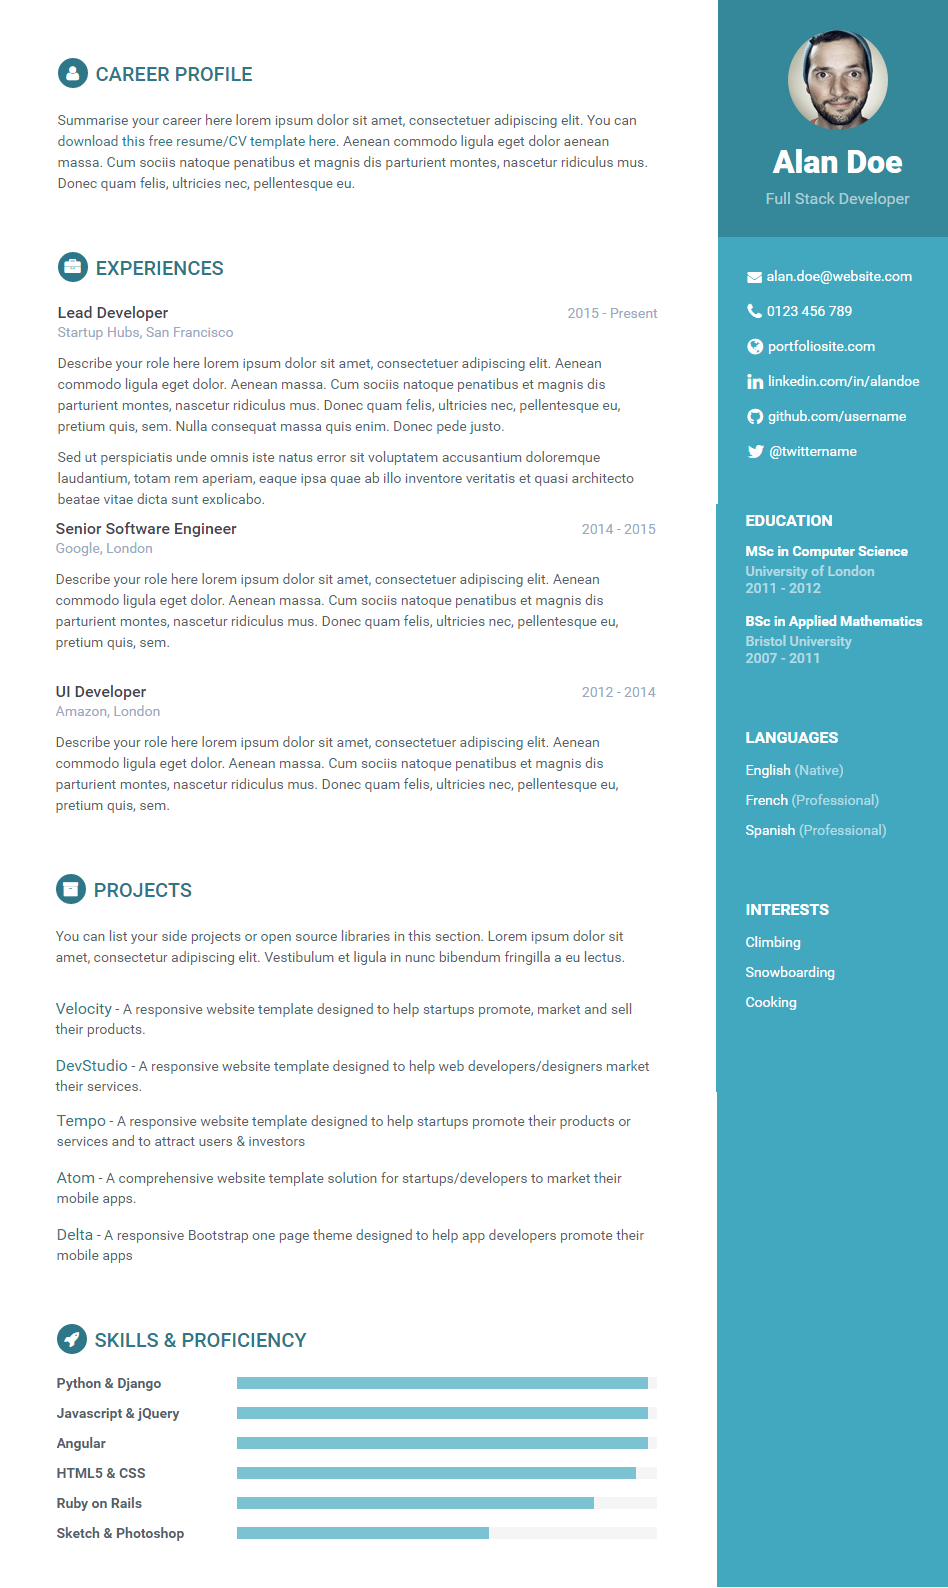 CAREER PROFILE
Summarise your career here lorem ipsum dolor sit amet, consectetuer adipiscing elit. You can
download this free resume/CV template here. Aenean commodo ligula eget dolor aenean
massa. Cum sociis natoque penatibus et magnis dis parturient montes, nascetur ridiculus mus.
Donec quam felis, ultricies nec, pellentesque eu.
EXPERIENCES
Lead Developer 2015 - Present
Startup Hubs, San Francisco
Describe your role here lorem ipsum dolor sit amet, consectetuer adipiscing elit. Aenean
commodo ligula eget dolor. Aenean massa. Cum sociis natoque penatibus et magnis dis
parturient montes, nascetur ridiculus mus. Donec quam felis, ultricies nec, pellentesque eu,
pretium quis, sem. Nulla consequat massa quis enim. Donec pede justo.
Sed ut perspiciatis unde omnis iste natus error sit voluptatem accusantium doloremque
laudantium, totam rem aperiam, eaque ipsa quae ab illo inventore veritatis et quasi architecto
beatae vitae dicta sunt explicabo.
Senior Software Engineer 2014 - 2015
Google, London
Describe your role here lorem ipsum dolor sit amet, consectetuer adipiscing elit. Aenean
commodo ligula eget dolor. Aenean massa. Cum sociis natoque penatibus et magnis dis
parturient montes, nascetur ridiculus mus. Donec quam felis, ultricies nec, pellentesque eu,
pretium quis, sem.
UI Developer 2012 - 2014
Amazon, London
Describe your role here lorem ipsum dolor sit amet, consectetuer adipiscing elit. Aenean
commodo ligula eget dolor. Aenean massa. Cum sociis natoque penatibus et magnis dis
parturient montes, nascetur ridiculus mus. Donec quam felis, ultricies nec, pellentesque eu,
pretium quis, sem.
PROJECTS
You can list your side projects or open source libraries in this section. Lorem ipsum dolor sit
amet, consectetur adipiscing elit. Vestibulum et ligula in nunc bibendum fringilla a eu lectus.
Velocity - A responsive website template designed to help startups promote, market and sell
their products.
DevStudio - A responsive website template designed to help web developers/designers market
their services.
Tempo - A responsive website template designed to help startups promote their products or
services and to attract users & investors
Atom - A comprehensive website template solution for startups/developers to market their
mobile apps.
Delta - A responsive Bootstrap one page theme designed to help app developers promote their
mobile apps
SKILLS & PROFICIENCY
Python & Django
Javascript & jQuery
Angular
HTML5 & CSS
Ruby on Rails
Sketch & Photoshop
Alan Doe
Full Stack Developer
alan.doe@website.com
0123 456 789
portfoliosite.com
linkedin.com/in/alandoe
github.com/username
@twittername
EDUCATION
MSc in Computer Science
University of London
2011 - 2012
BSc in Applied Mathematics
Bristol University
2007 - 2011
LANGUAGES
English (Native)
French (Professional)
Spanish (Professional)
INTERESTS
Climbing
Snowboarding
Cooking